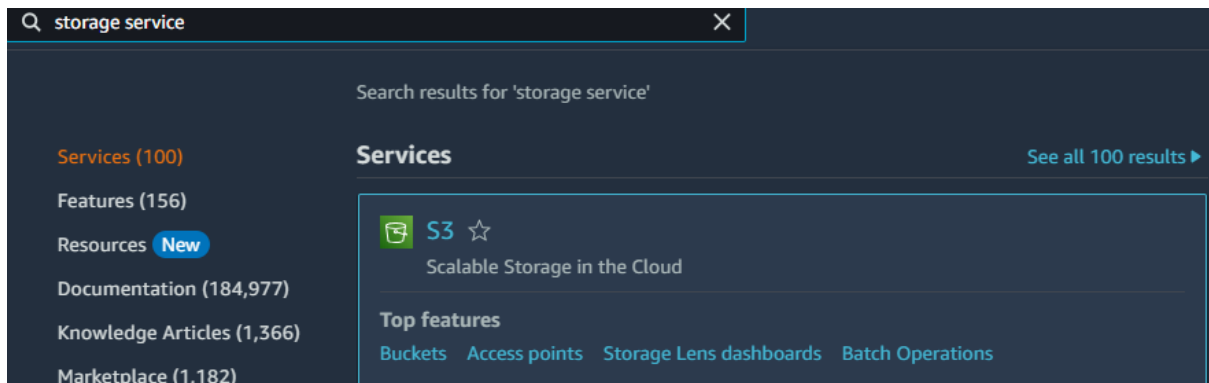 storage service
Search results for 'storage service'
Services (100)
Features (156)
Resources New
Documentation (184,977)
Knowledge Articles (1,366)
Marketplace (1,182)
Services
See all 100 results
S3
Scalable Storage in the Cloud
Top features
Buckets Access points Storage Lens dashboards Batch Operations